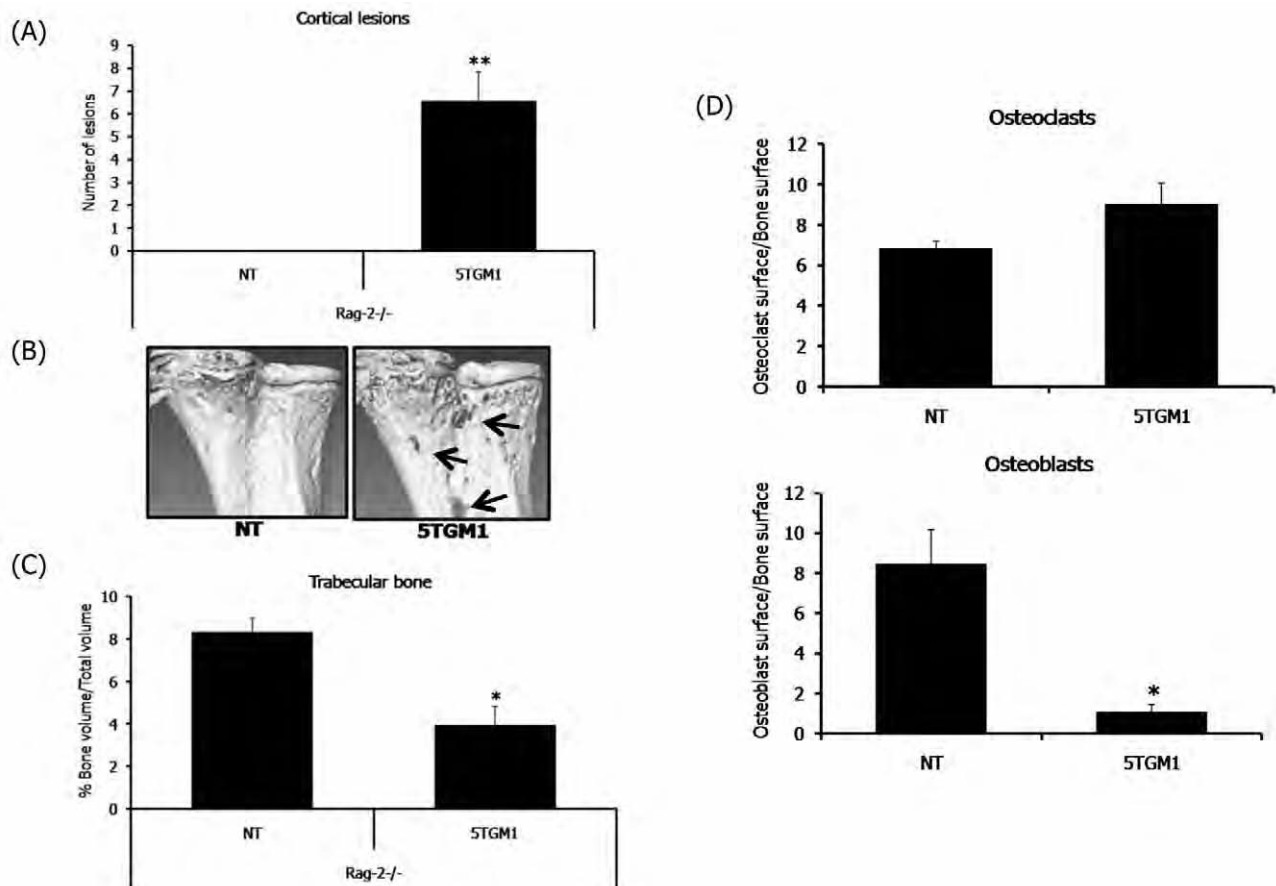 (A)
Cortical lesions
Number of lesions
9
8
7
6
5
4
3
2
1
0
**
NT
5TGM1
Rag-2-/-
(B)
NT
5TGM1
(C)
Trabecular bone
% Bone volume/Total volume
10
8
6
4
2
0
*
NT
5TGM1
Rag-2-/-
(D)
Osteoclasts
Osteoclast surface/Bone surface
12
10
8
6
4
2
0
NT
5TGM1
Osteoblasts
Osteoblast surface/Bone surface
12
10
8
6
4
2
0
*
NT
5TGM1